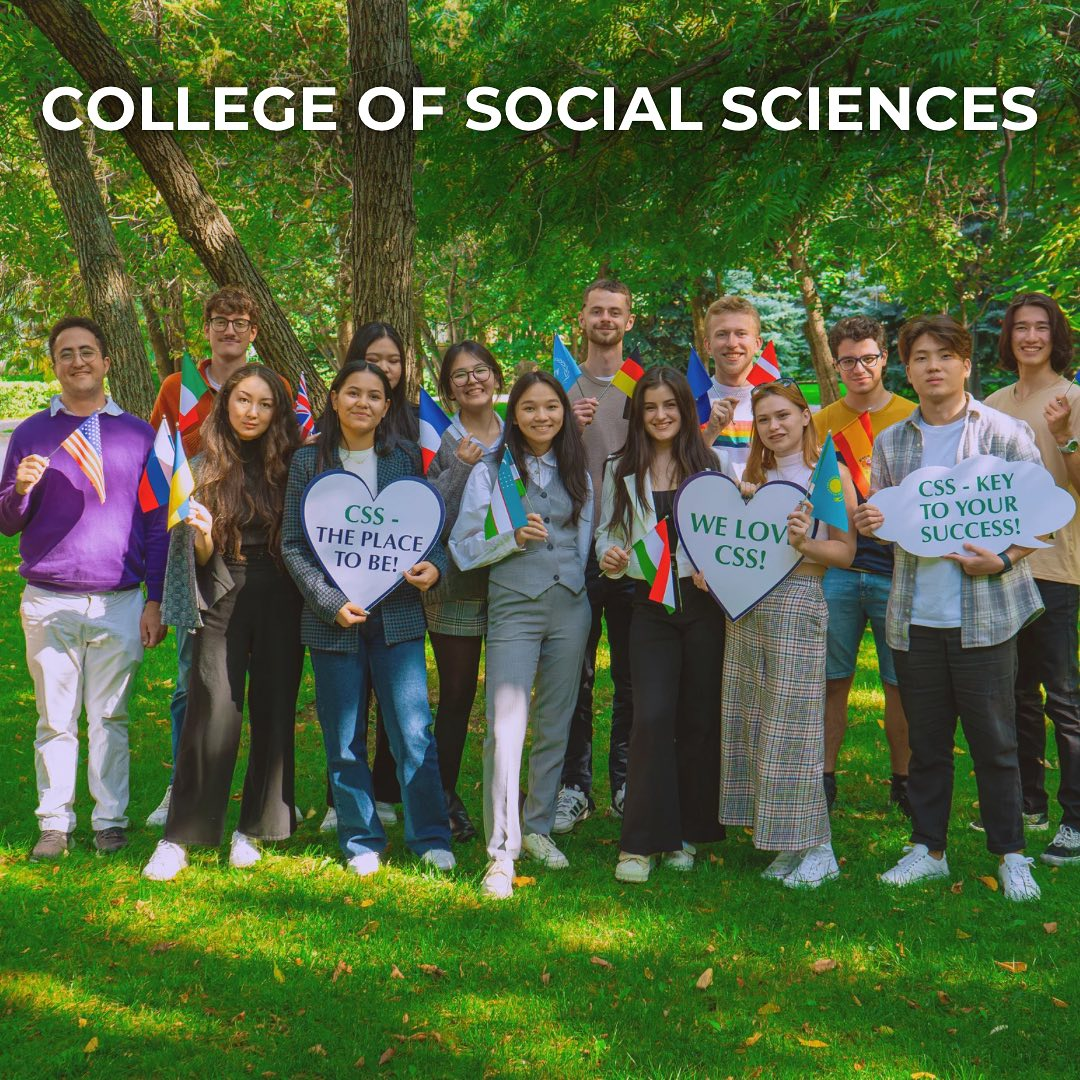 COLLEGE OF SOCIAL SCIENCES
CSS -
THE PLACE
TO BE!
WE LOV
CSS!
CSS - KEY
TO YOUR
SUCCESS!